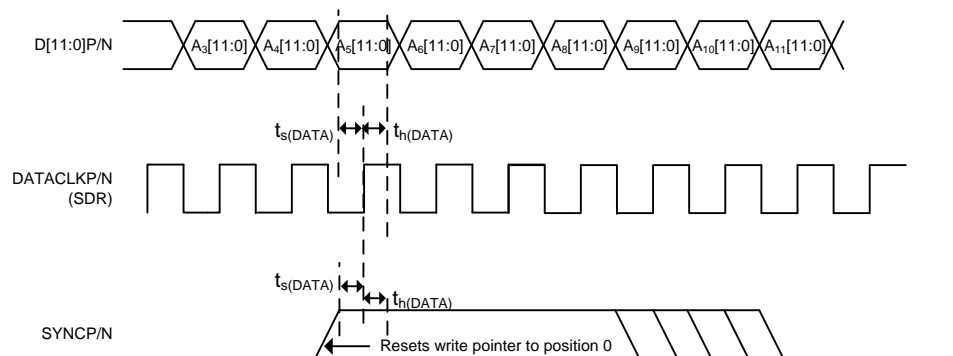 D[11:0]P/N
A₃[11:0] A₄[11:0] A₅[11:0] A₆[11:0] A₇[11:0] A₈[11:0] A₉[11:0] A₁₀[11:0] A₁₁[11:0]
ts(DATA) th(DATA)
DATACLKP/N
(SDR)
ts(DATA)
th(DATA)
SYNCP/N
Resets write pointer to position 0